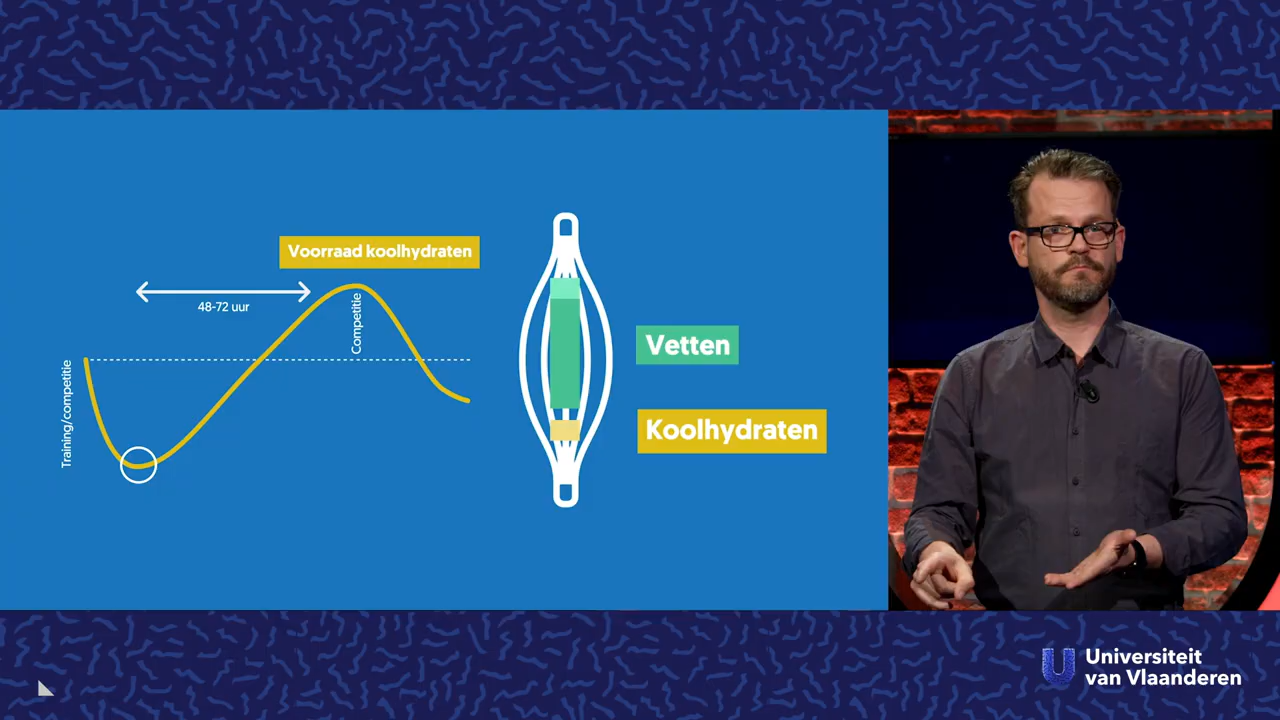 Voorraad koolhydraten
48-72 uur
Competitie
Training/competitie
Vetten
Koolhydraten
Universiteit
van Vlaanderen